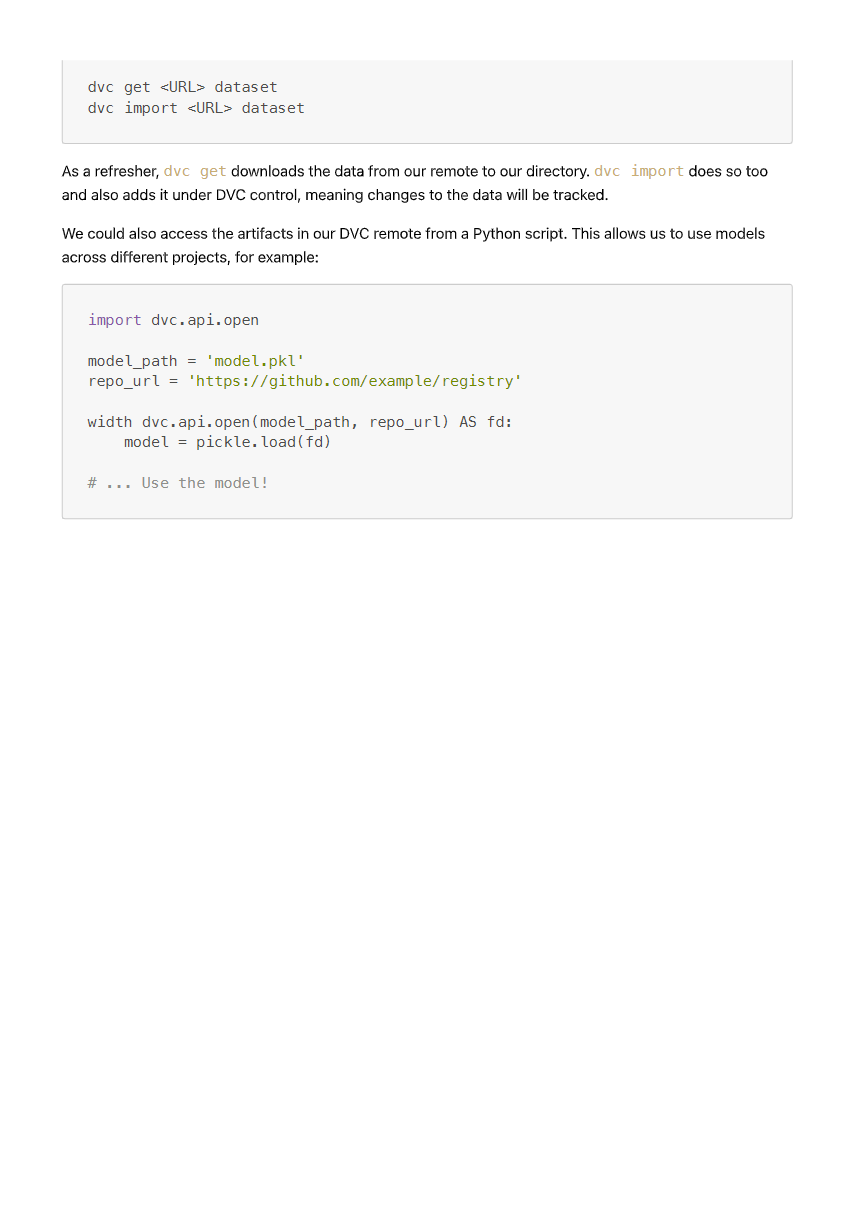 dvc get <URL> dataset
dvc import <URL> dataset
As a refresher, dvc get downloads the data from our remote to our directory. dvc import does so too
and also adds it under DVC control, meaning changes to the data will be tracked.
We could also access the artifacts in our DVC remote from a Python script. This allows us to use models
across different projects, for example:
import dvc.api.open
model_path = 'model.pkl'
repo_url = 'https://github.com/example/registry'
width dvc.api.open(model_path, repo_url) AS fd:
    model = pickle.load(fd)
# ... Use the model!